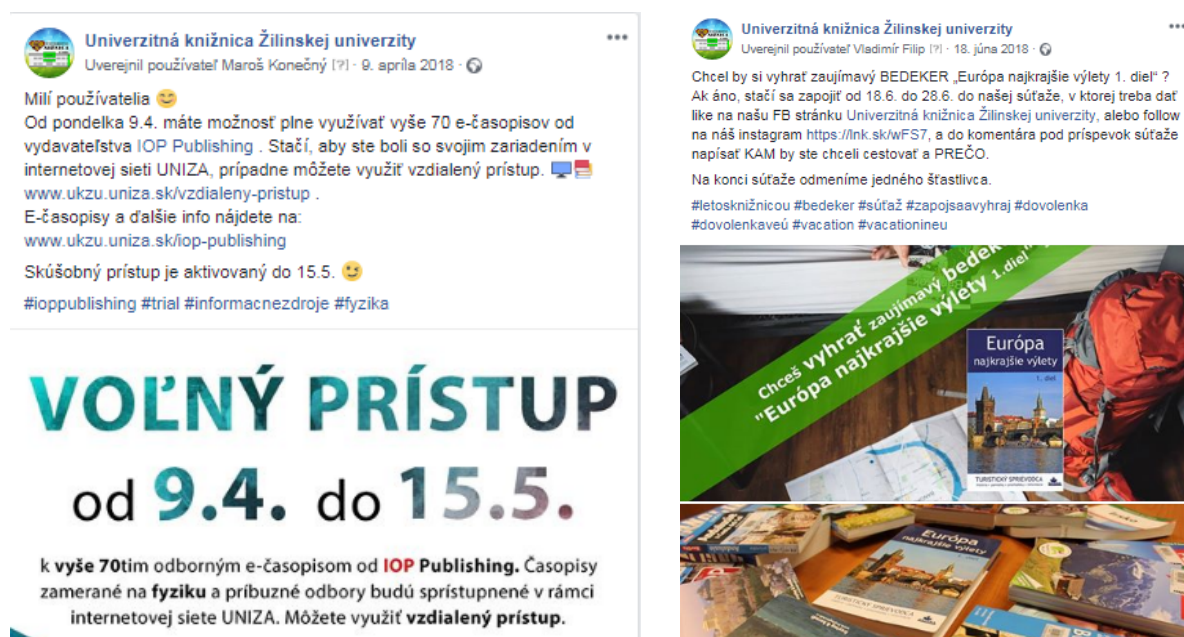 Univerzitná knižnica Žilinskej univerzity
Uverejnil používateľ Maroš Konečný [?] · 9. apríla 2018 ·
Milí používatelia
Od pondelka 9.4. máte možnosť plne využívať vyše 70 e-časopisov od
vydavateľstva IOP Publishing . Stačí, aby ste boli so svojim zariadením v
internetovej sieti UNIZA, prípadne môžete využiť vzdialený prístup.
www.ukzu.uniza.sk/vzdialeny-pristup .
E-časopisy a ďalšie info nájdete na:
www.ukzu.uniza.sk/iop-publishing
Skúšobný prístup je aktivovaný do 15.5.
#ioppublishing #trial #informacnezdroje #fyzika
VOĽNÝ PRÍSTUP
od 9.4. do 15.5.
k vyše 70tim odborným e-časopisom od IOP Publishing. Časopisy
zamerané na fyziku a príbuzné odbory budú sprístupnené v rámci
internetovej siete UNIZA. Môžete využiť vzdialený prístup.
Univerzitná knižnica Žilinskej univerzity
Uverejnil používateľ Vladimír Filip [?] · 18. júna 2018 ·
Chcel by si vyhrať zaujímavý BEDEKER „Európa najkrajšie výlety 1. diel“ ?
Ak áno, stačí sa zapojiť od 18.6. do 28.6. do našej súťaže, v ktorej treba dať
like na našu FB stránku Univerzitná knižnica Žilinskej univerzity, alebo follow
na náš instagram https://lnk.sk/wFS7, a do komentára pod príspevok súťaže
napísať KAM by ste chceli cestovať a PREČO.
Na konci súťaže odmeníme jedného šťastlivca.
#letosknižnicou #bedeker #súťaž #zapojsaavyhraj #dovolenka
#dovolenkaveú #vacation #vacationineu
Chceš vyhrať zaujímavý bedeker
"Európa najkrajšie výlety 1.diel"
Európa
najkrajšie výlety
1. diel
TURISTICKÝ SPRIEVODCA
Európa
najkrajšie výlety
TURISTICKÝ SPRIEVODCA